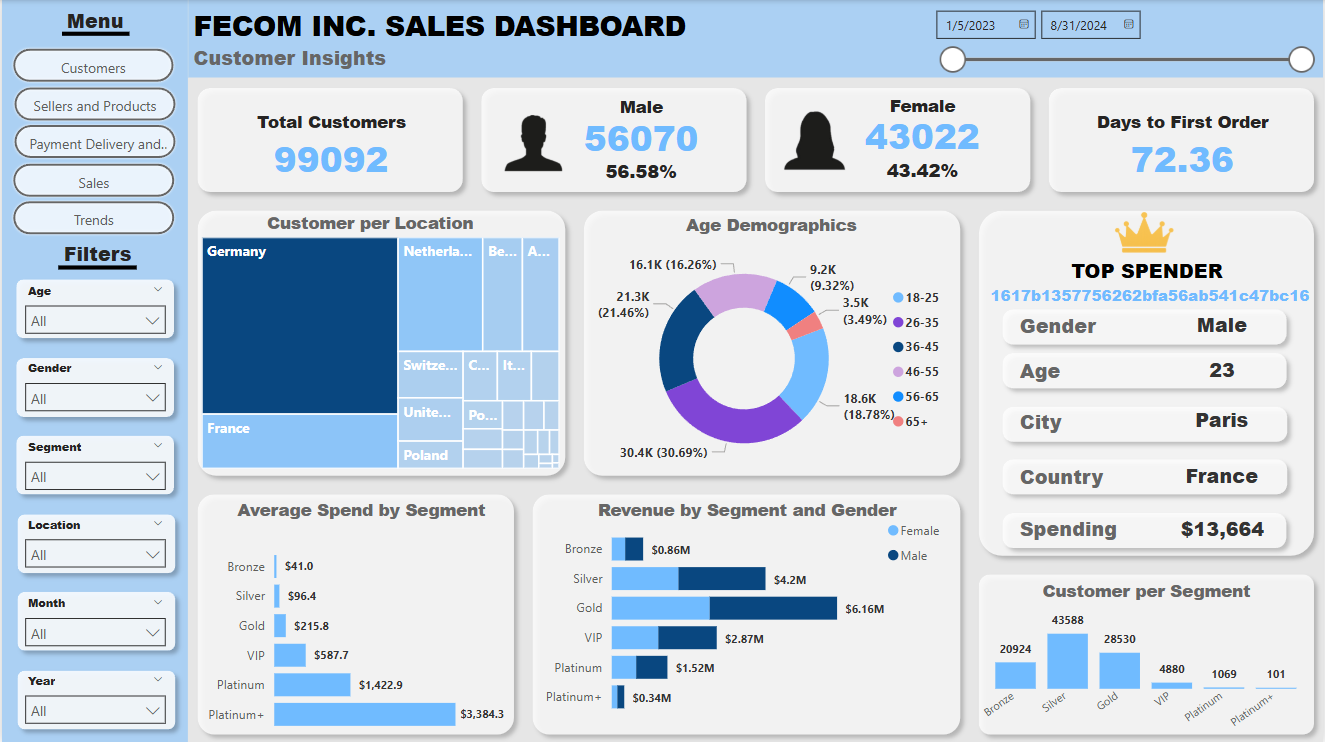 Menu
Customers
Sellers and Products
Payment Delivery and..
Sales
Trends
Filters
Age
All
Gender
All
Segment
All
Location
All
Month
All
Year
All
FECOM INC. SALES DASHBOARD
Customer Insights
1/5/2023
8/31/2024
Total Customers
99092
Male
56070
56.58%
Female
43022
43.42%
Days to First Order
72.36
Customer per Location
Germany
France
Netherla...
Be...
A...
Switze...
C...
It...
Unite...
Po...
Poland
Age Demographics
16.1K (16.26%)
9.2K
(9.32%)
3.5K
(3.49%)
21.3K
(21.46%)
18.6K
(18.78%)
30.4K (30.69%)
18-25
26-35
36-45
46-55
56-65
65+
TOP SPENDER
1617b1357756262bfa56ab541c47bc16
Gender Male
Age 23
City Paris
Country France
Spending $13,664
Average Spend by Segment
Bronze $41.0
Silver $96.4
Gold $215.8
VIP $587.7
Platinum $1,422.9
Platinum+ $3,384.3
Revenue by Segment and Gender
Female
Male
Bronze $0.86M
Silver $4.2M
Gold $6.16M
VIP $2.87M
Platinum $1.52M
Platinum+ $0.34M
Customer per Segment
20924
43588
28530
4880
1069
101
Bronze
Silver
Gold
VIP
Platinum
Platinum+